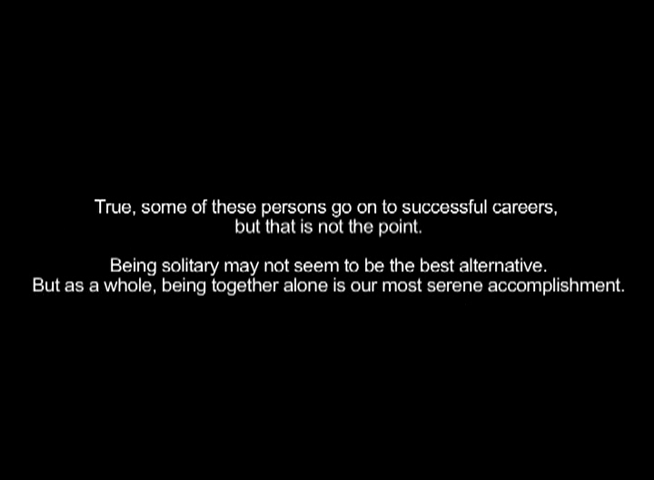 True, some of these persons go on to successful careers,
but that is not the point.
Being solitary may not seem to be the best alternative.
But as a whole, being together alone is our most serene accomplishment.